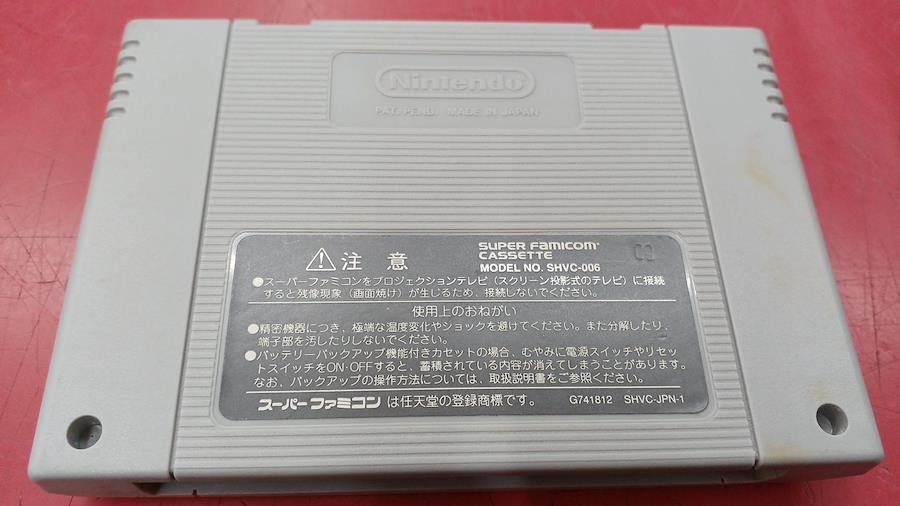 Nintendo
PAT. PEND. MADE IN JAPAN
⚠注 意
SUPER FAMICOM
CASSETTE
MODEL NO. SHVC-006
●スーパーファミコンをプロジェクションテレビ（スクリーン投影式のテレビ）に接続
すると残像現象（画面焼け）が生じるため、接続しないでください。
使用上のおねがい
●精密機器につき、極端な温度変化やショックを避けてください。また分解したり、
端子部を汚したりしないでください。
●バッテリーバックアップ機能付きカセットの場合、むやみに電源スイッチやリセッ
トスイッチをON・OFFすると、蓄積されている内容が消えてしまうことがあります。
なお、バックアップの操作方法については、取扱説明書をご参照ください。
スーパーファミコン は任天堂の登録商標です。 G741812 SHVC-JPN-1